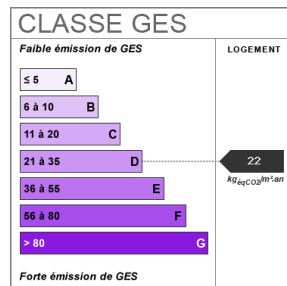 CLASSE GES
Faible émission de GES
LOGEMENT
≤ 5 A
6 à 10 B
11 à 20 C
21 à 35 D
22
kgéqCO2/m².an
36 à 55 E
56 à 80 F
> 80 G
Forte émission de GES